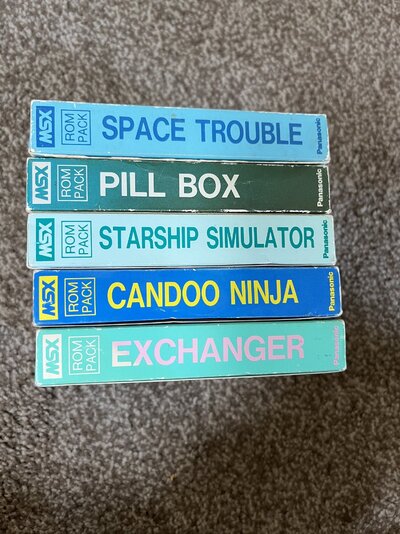 MSX ROM PACK SPACE TROUBLE Panasonic
MSX ROM PACK PILL BOX Panasonic
MSX ROM PACK STARSHIP SIMULATOR Panasonic
MSX ROM PACK CANDOO NINJA Panasonic
MSX ROM PACK EXCHANGER Panasonic